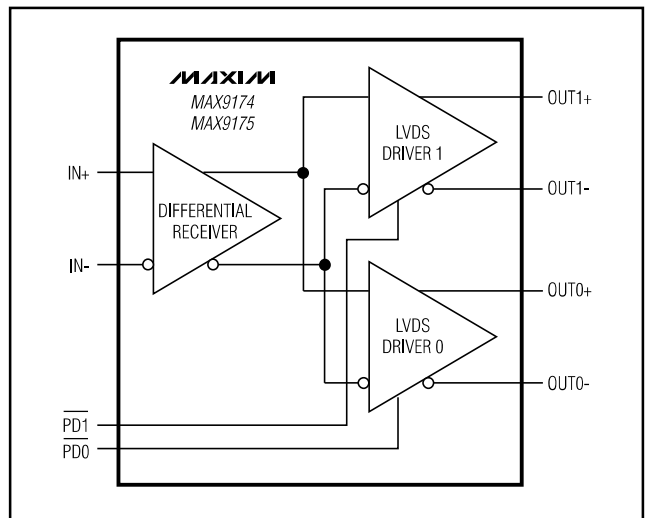 MAXIM
MAX9174
MAX9175
IN+
IN-
DIFFERENTIAL
RECEIVER
LVDS
DRIVER 1
OUT1+
OUT1-
LVDS
DRIVER 0
OUT0+
OUT0-
PD1
PD0